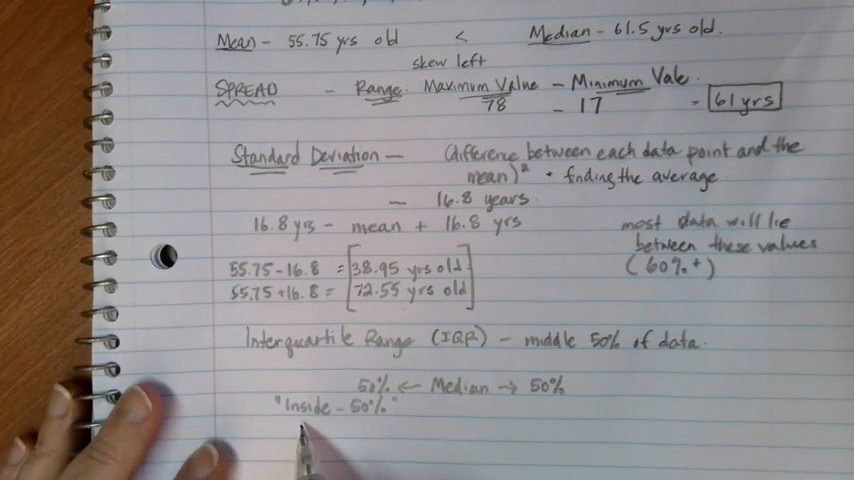 Mean - 55.75 yrs old < Median - 61.5 yrs old.
skew left
SPREAD - Range: Maximum Value - Minimum Vale.
78 - 17 = 61 yrs
Standard Deviation - (difference between each data point and the
mean)² • finding the average
- 16.8 years.
16.8 yrs - mean + 16.8 yrs
most data will lie
between these values
(60%+)
55.75 - 16.8 = [38.95 yrs old]
55.75 + 16.8 = [72.55 yrs old]
Interquartile Range (IQR) - middle 50% of data.
50% ← Median → 50%
"Inside - 50%"